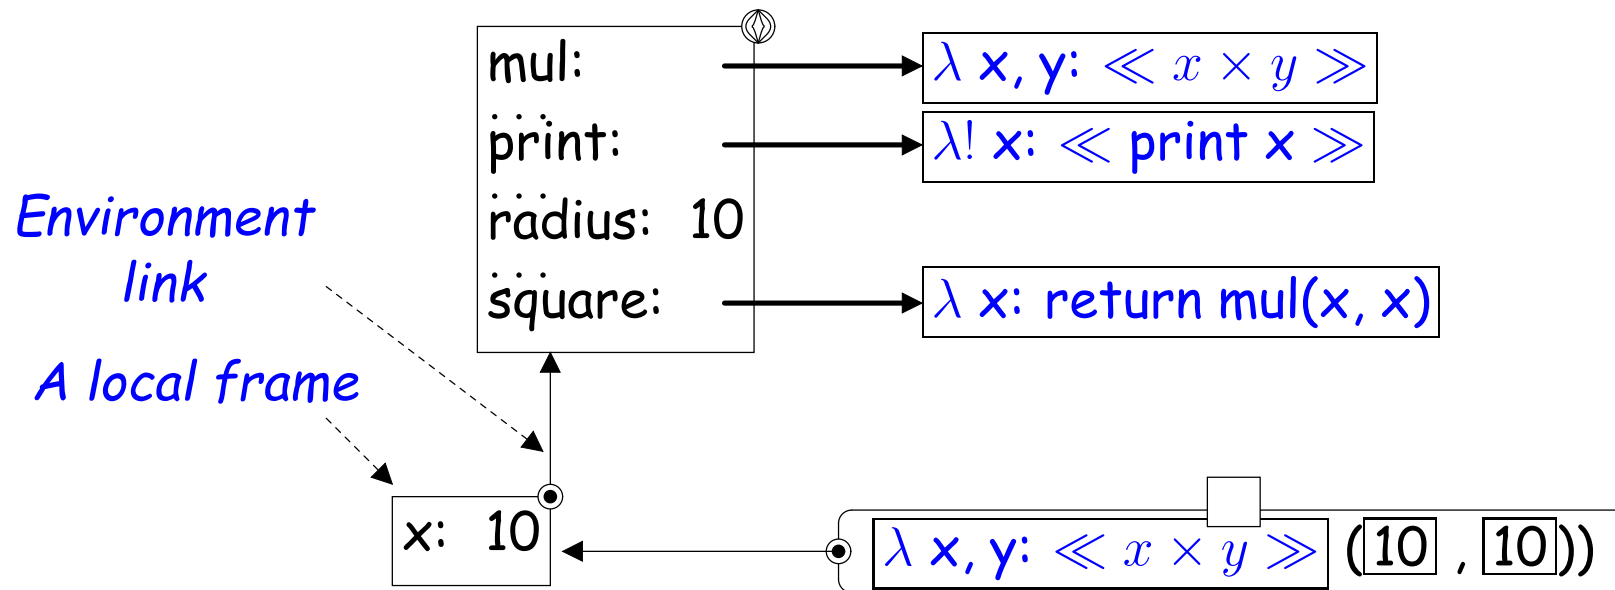 mul:
λ x, y: ≪ x × y ≫
. . .
print:
λ! x: ≪ print x ≫
. . .
radius: 10
. . .
square:
λ x: return mul(x, x)
Environment
link
A local frame
x: 10
λ x, y: ≪ x × y ≫ (10 , 10))